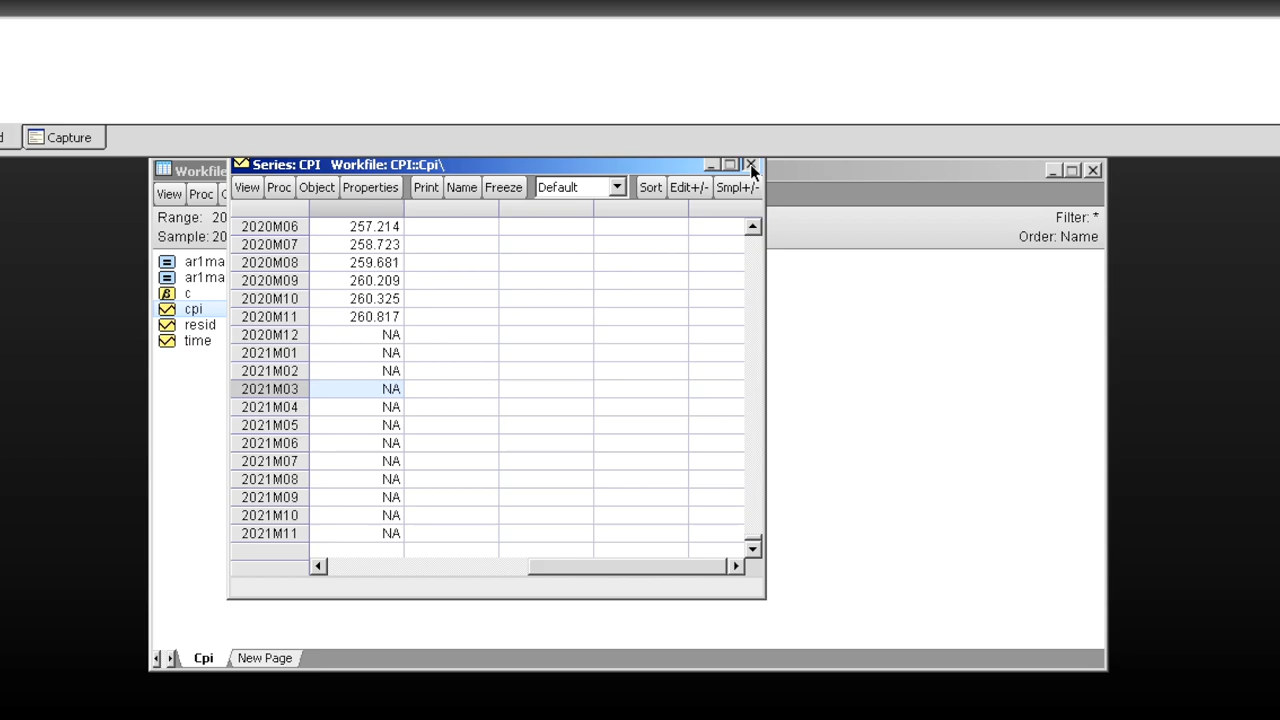 d
Capture
Workfile
Series: CPI Workfile: CPI::Cpi\
View Proc Object Properties Print Name Freeze Default Sort Edit+/- Smpl+/-
View Proc
Range: 20
Sample: 20
Filter: *
Order: Name
ar1ma
ar1ma
c
cpi
resid
time
2020M06 257.214
2020M07 258.723
2020M08 259.681
2020M09 260.209
2020M10 260.325
2020M11 260.817
2020M12 NA
2021M01 NA
2021M02 NA
2021M03 NA
2021M04 NA
2021M05 NA
2021M06 NA
2021M07 NA
2021M08 NA
2021M09 NA
2021M10 NA
2021M11 NA
Cpi New Page